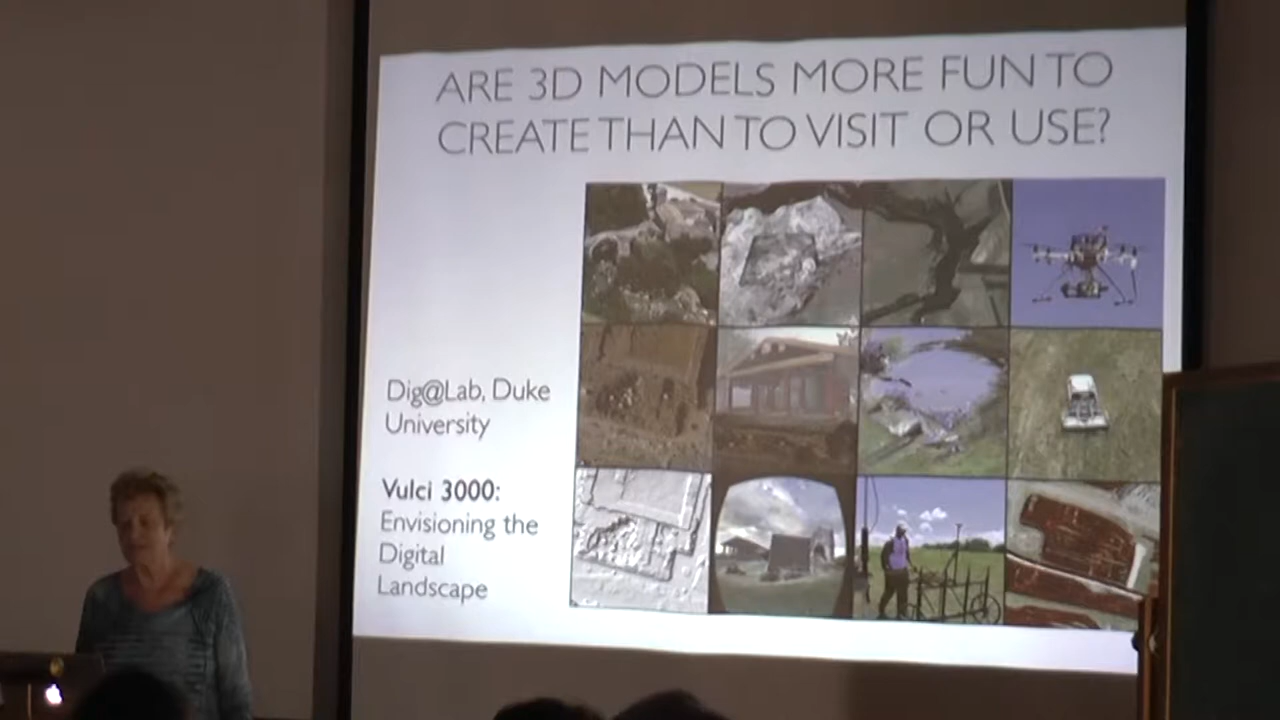 ARE 3D MODELS MORE FUN TO
CREATE THAN TO VISIT OR USE?
Dig@Lab, Duke
University
Vulci 3000:
Envisioning the
Digital
Landscape